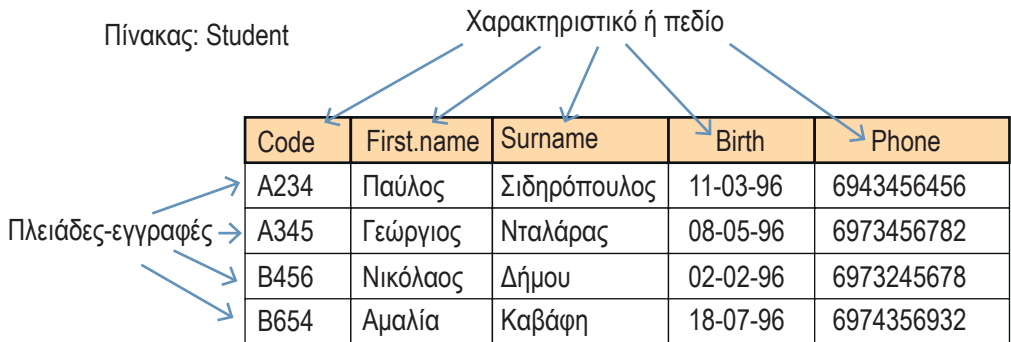 Χαρακτηριστικό ή πεδίο
Πίνακας: Student
Code First.name Surname Birth Phone
A234 Παύλος Σιδηρόπουλος 11-03-96 6943456456
Πλειάδες-εγγραφές A345 Γεώργιος Νταλάρας 08-05-96 6973456782
B456 Νικόλαος Δήμου 02-02-96 6973245678
B654 Αμαλία Καβάφη 18-07-96 6974356932